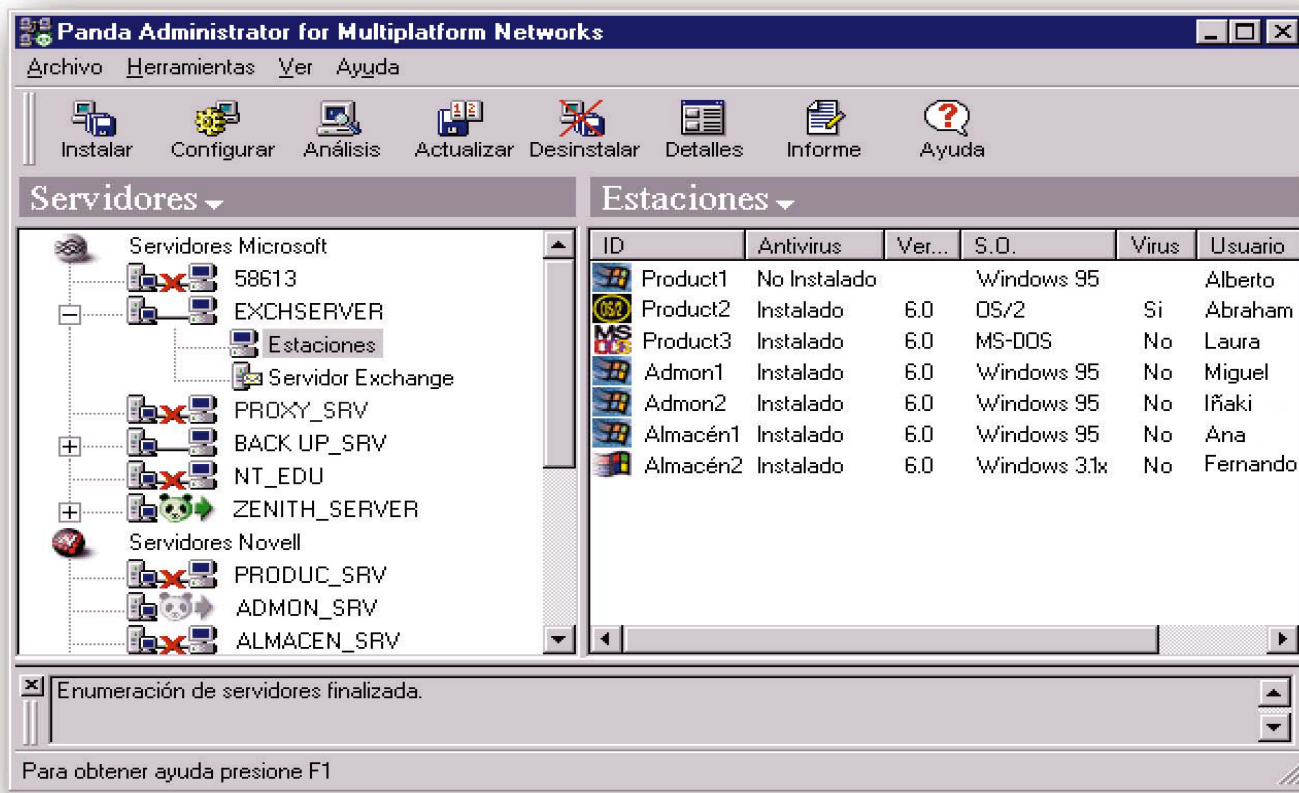 Panda Administrator for Multiplatform Networks
Archivo Herramientas Ver Ayuda
Instalar Configurar Análisis Actualizar Desinstalar Detalles Informe Ayuda
Servidores
Servidores Microsoft
58613
EXCHSERVER
Estaciones
Servidor Exchange
PROXY_SRV
BACK UP_SRV
NT_EDU
ZENITH_SERVER
Servidores Novell
PRODUC_SRV
ADMON_SRV
ALMACEN_SRV
Estaciones
ID Antivirus Ver... S.O. Virus Usuario
Product1 No Instalado Windows 95 Alberto
OS/2 Product2 Instalado 6.0 OS/2 Si Abraham
MS DOS Product3 Instalado 6.0 MS-DOS No Laura
Admon1 Instalado 6.0 Windows 95 No Miguel
Admon2 Instalado 6.0 Windows 95 No Iñaki
Almacén1 Instalado 6.0 Windows 95 No Ana
Almacén2 Instalado 6.0 Windows 3.1x No Fernando
Enumeración de servidores finalizada.
Para obtener ayuda presione F1